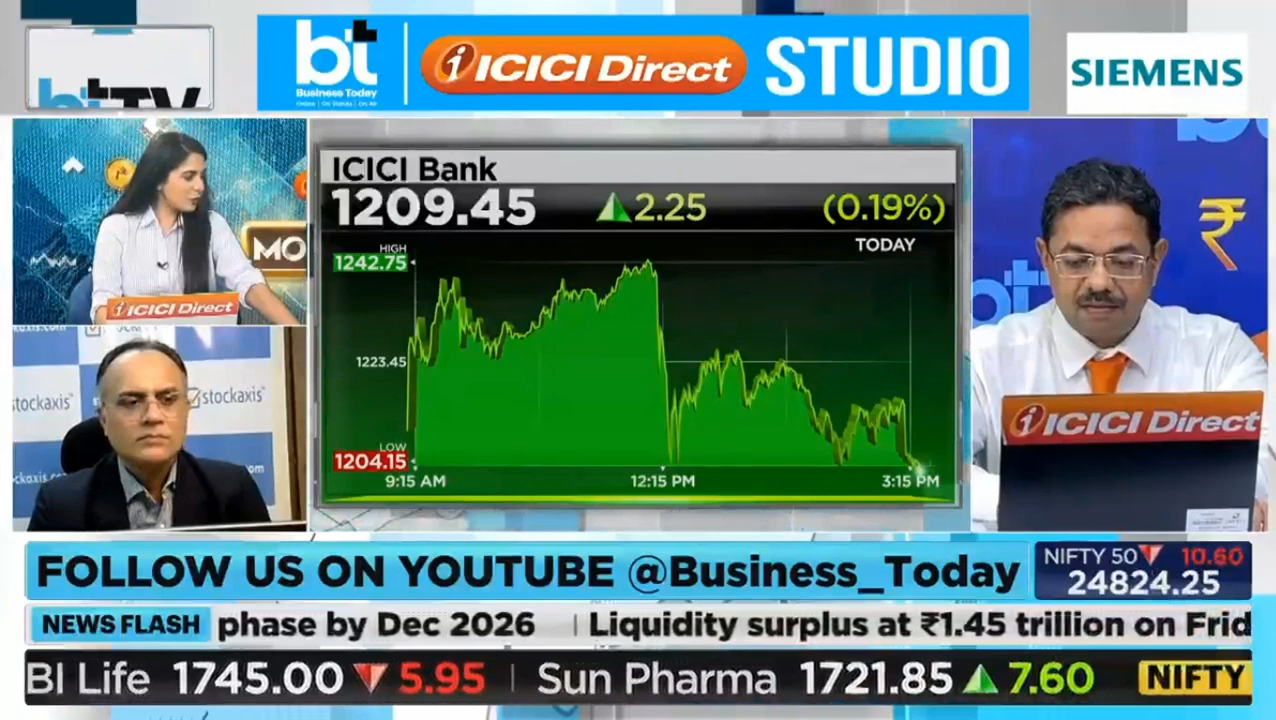 bt
Business Today
ICICI Direct
STUDIO
btTV
SIEMENS
MO
ICICI Direct
stockaxis
stockaxis
ICICI Bank
1209.45 ▲2.25 (0.19%)
TODAY
HIGH
1242.75
1223.45
LOW
1204.15
9:15 AM 12:15 PM 3:15 PM
₹
bt
ICICI Direct
FOLLOW US ON YOUTUBE @Business_Today
NIFTY 50 ▼ 10.60
24824.25
NEWS FLASH phase by Dec 2026 | Liquidity surplus at ₹1.45 trillion on Frid
BI Life 1745.00 ▼ 5.95 | Sun Pharma 1721.85 ▲ 7.60 NIFTY